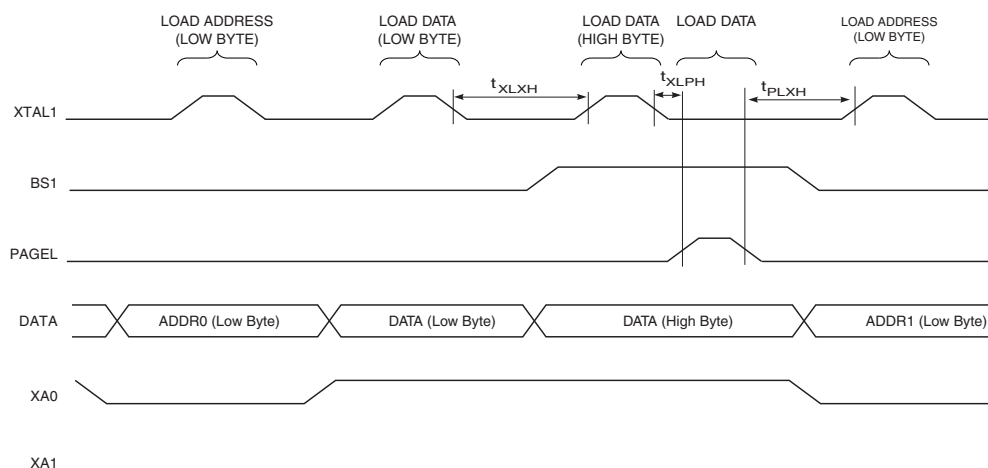 LOAD ADDRESS
(LOW BYTE)
LOAD DATA
(LOW BYTE)
LOAD DATA
(HIGH BYTE)
LOAD DATA
LOAD ADDRESS
(LOW BYTE)
tXLXH
tXLPH
tPLXH
XTAL1
BS1
PAGEL
DATA
ADDR0 (Low Byte)
DATA (Low Byte)
DATA (High Byte)
ADDR1 (Low Byte)
XA0
XA1